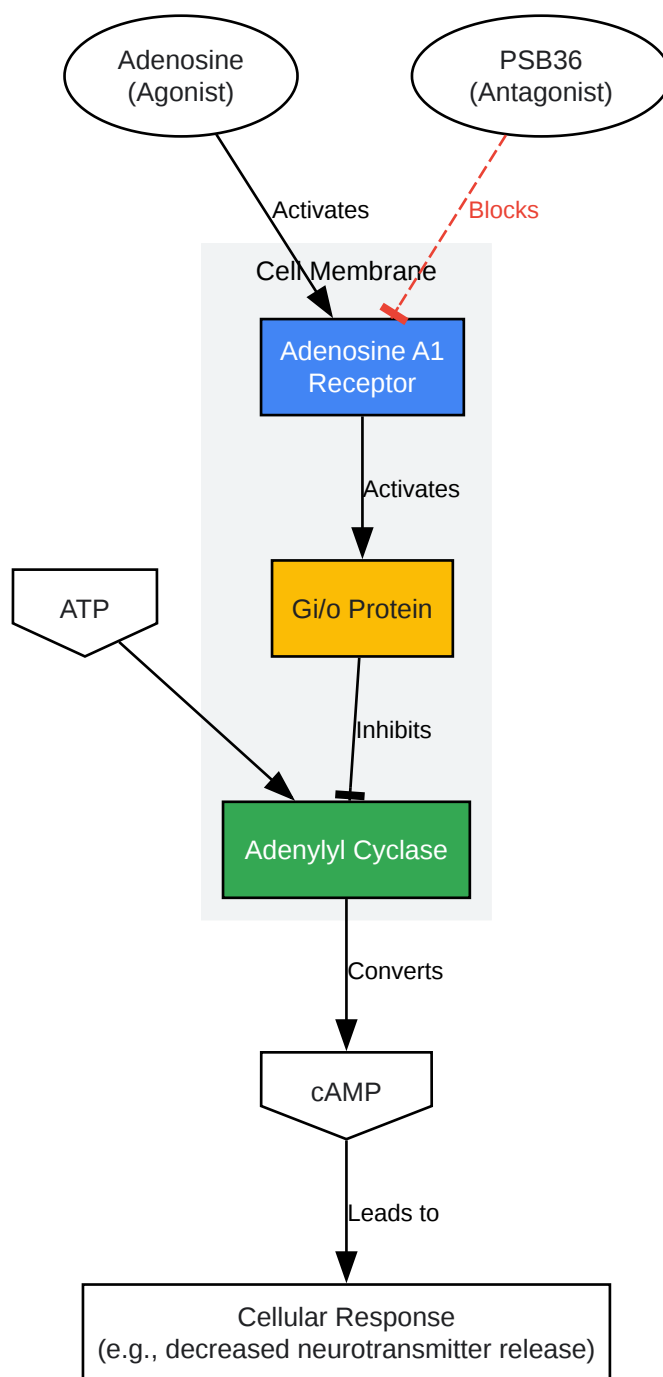 Adenosine
(Agonist)
PSB36
(Antagonist)
Activates
Blocks
Cell Membrane
Adenosine A1
Receptor
Activates
ATP
Gi/o Protein
Inhibits
Adenylyl Cyclase
Converts
cAMP
Leads to
Cellular Response
(e.g., decreased neurotransmitter release)